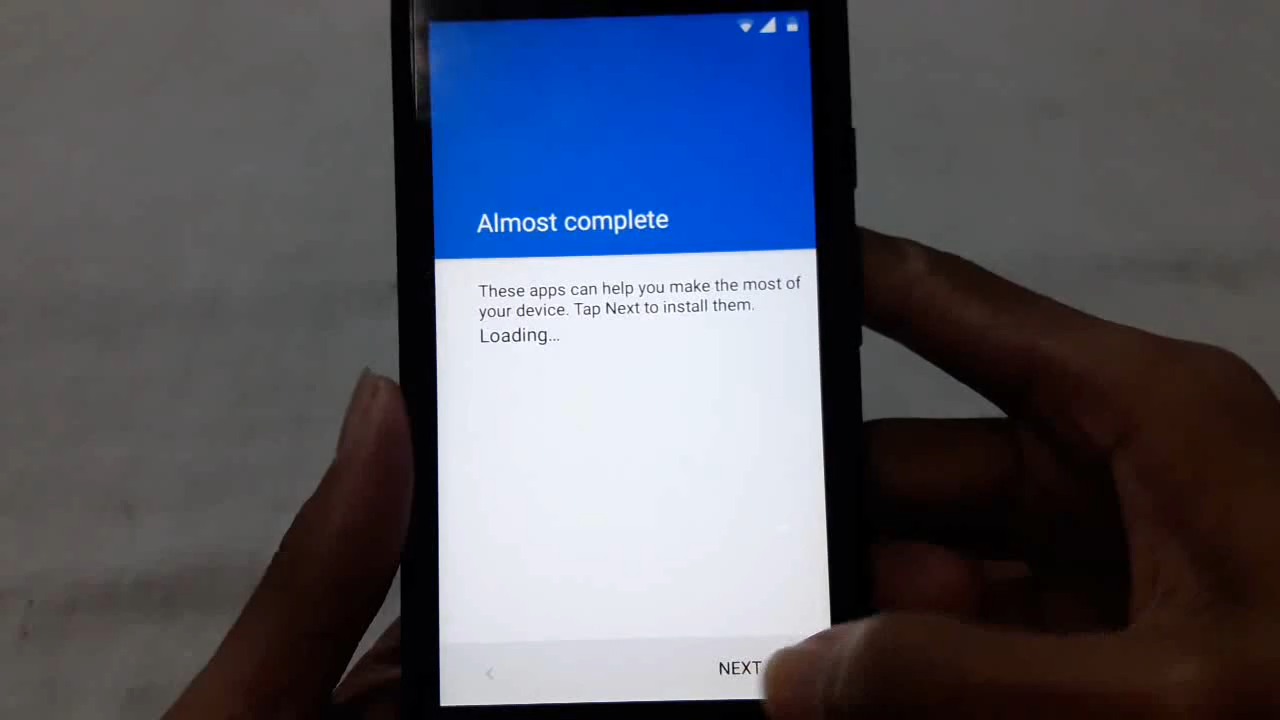 Almost complete
These apps can help you make the most of
your device. Tap Next to install them.
Loading...
NEXT